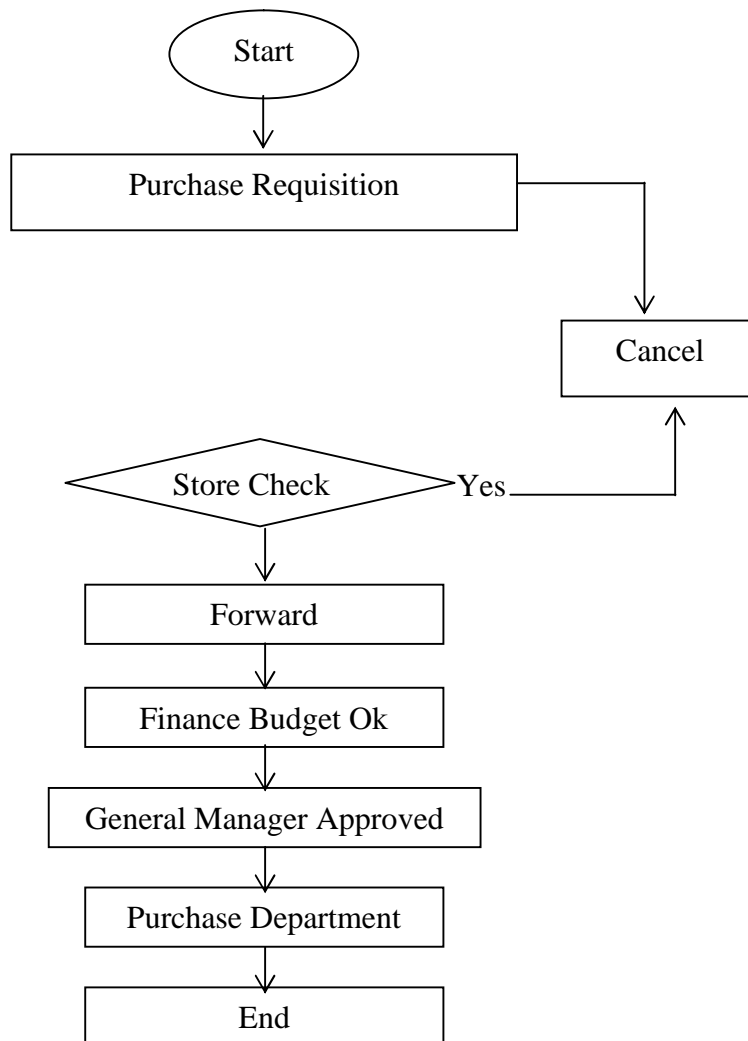 Start
Purchase Requisition
Cancel
Store Check
Yes
Forward
Finance Budget Ok
General Manager Approved
Purchase Department
End